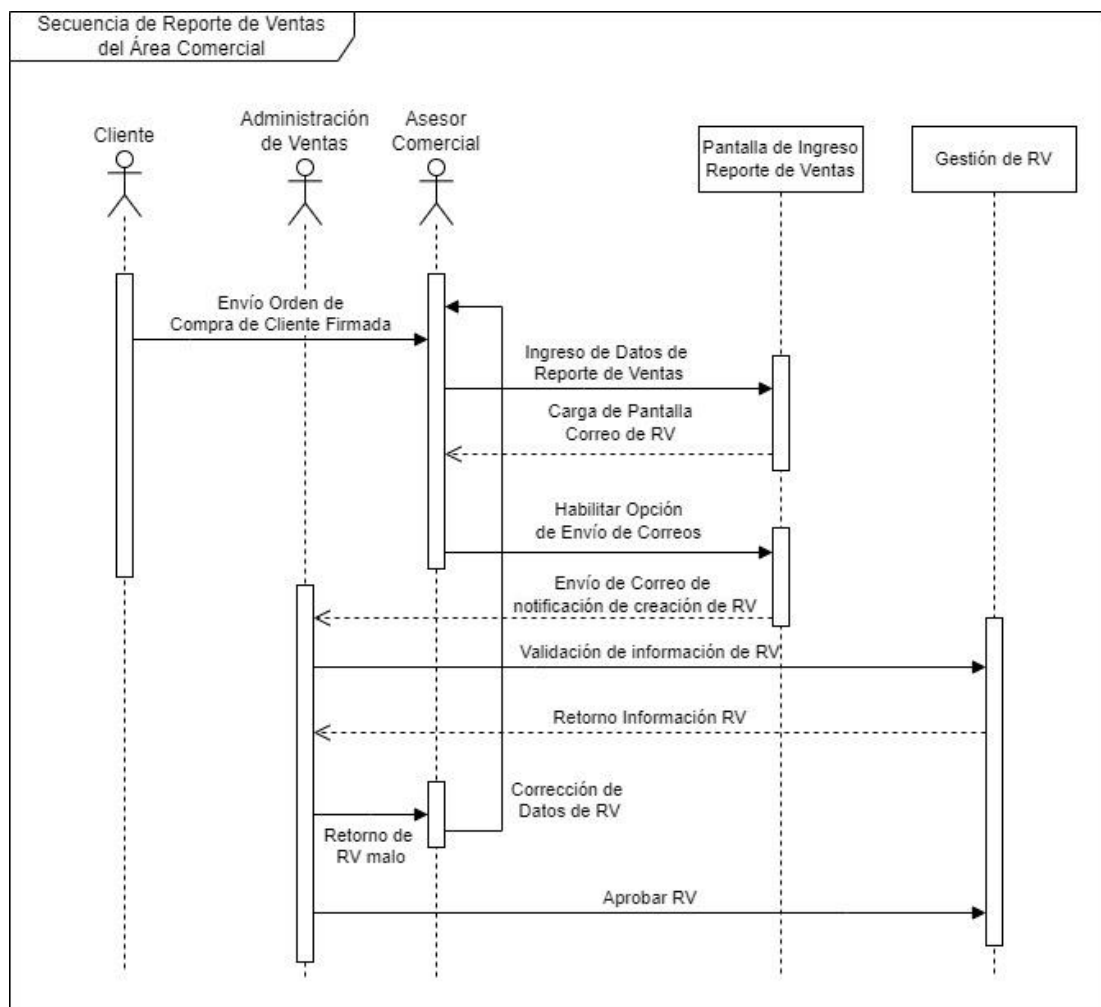 Secuencia de Reporte de Ventas
del Área Comercial
Cliente
Administración
de Ventas
Asesor
Comercial
Pantalla de Ingreso
Reporte de Ventas
Gestión de RV
Envío Orden de
Compra de Cliente Firmada
Ingreso de Datos de
Reporte de Ventas
Carga de Pantalla
Correo de RV
Habilitar Opción
de Envío de Correos
Envío de Correo de
notificación de creación de RV
Validación de información de RV
Retorno Información RV
Corrección de
Datos de RV
Retorno de
RV malo
Aprobar RV